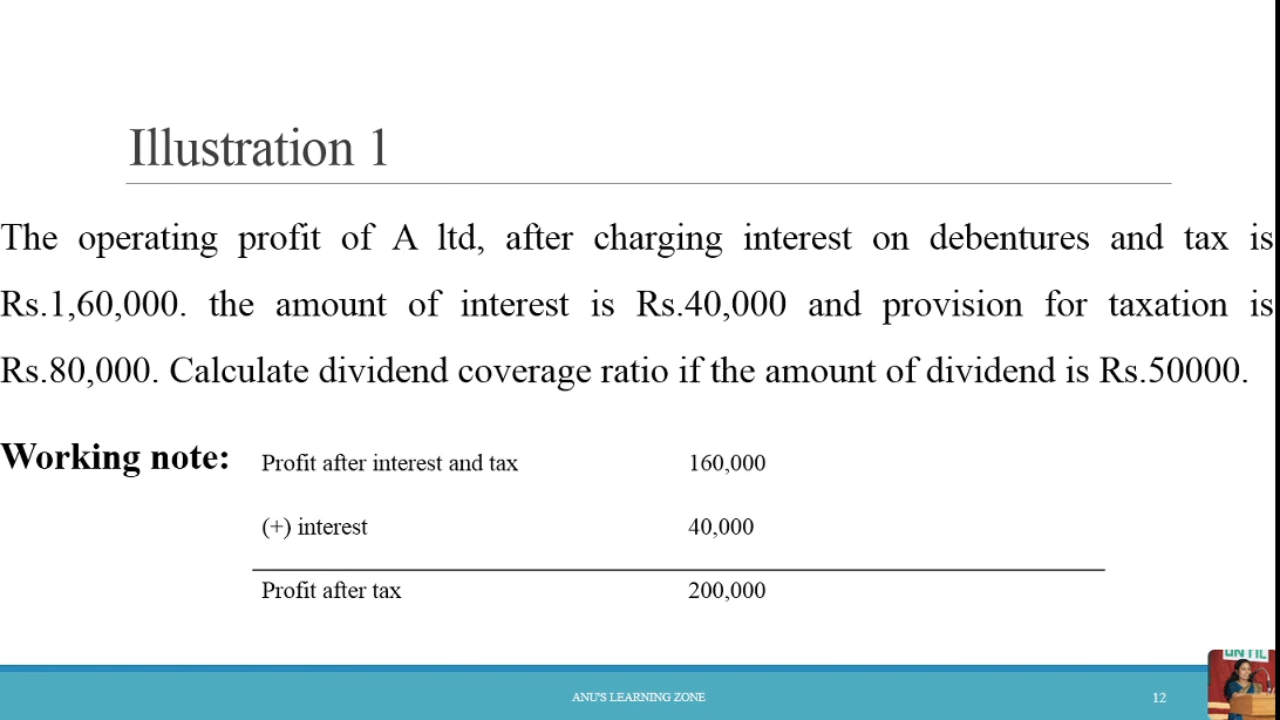 Illustration 1
The operating profit of A ltd, after charging interest on debentures and tax is
Rs.1,60,000. the amount of interest is Rs.40,000 and provision for taxation is
Rs.80,000. Calculate dividend coverage ratio if the amount of dividend is Rs.50000.
Working note:
Profit after interest and tax 160,000
(+) interest 40,000
Profit after tax 200,000
ANU'S LEARNING ZONE 12